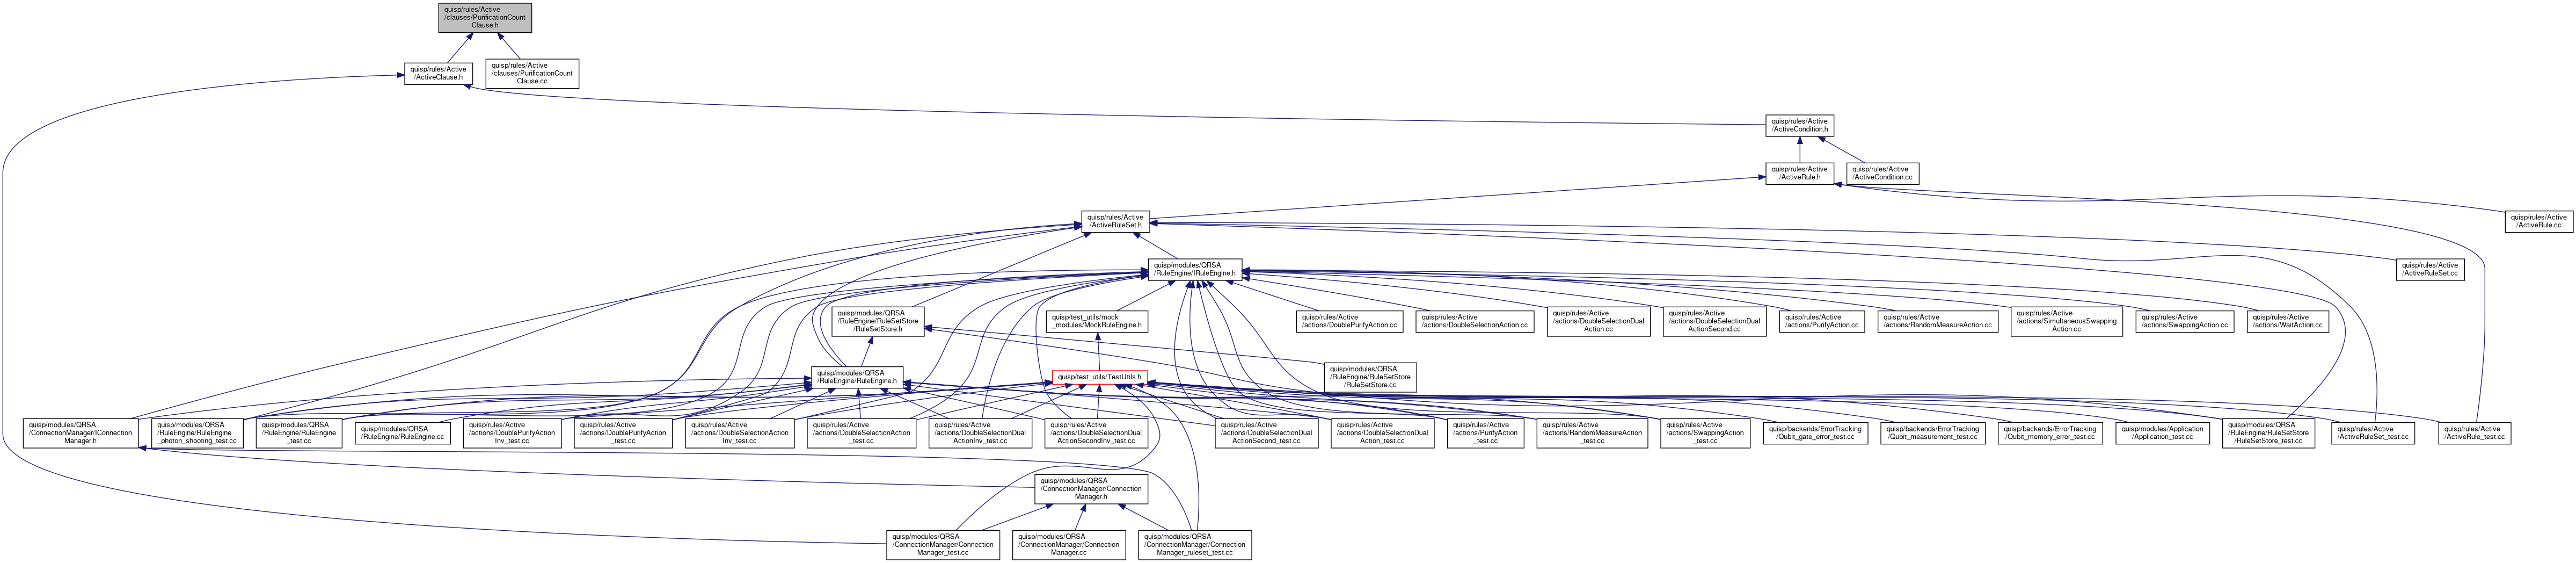 quisp/rules/Active
/clauses/PurificationCount
Clause.h
quisp/rules/Active
/ActiveClause.h
quisp/rules/Active
/clauses/PurificationCount
Clause.cc
quisp/rules/Active
/ActiveCondition.h
quisp/rules/Active
/ActiveRule.h
quisp/rules/Active
/ActiveCondition.cc
quisp/rules/Active
/ActiveRuleSet.h
quisp/rules/Active
/ActiveRule.cc
quisp/modules/QRSA
/RuleEngine/IRuleEngine.h
quisp/rules/Active
/ActiveRuleSet.cc
quisp/modules/QRSA
/RuleEngine/RuleSetStore
/RuleSetStore.h
quisp/test_utils/mock
_modules/MockRuleEngine.h
quisp/rules/Active
/actions/DoublePurifyAction.cc
quisp/rules/Active
/actions/DoubleSelectionAction.cc
quisp/rules/Active
/actions/DoubleSelectionDual
Action.cc
quisp/rules/Active
/actions/DoubleSelectionDual
ActionSecond.cc
quisp/rules/Active
/actions/PurifyAction.cc
quisp/rules/Active
/actions/RandomMeasureAction.cc
quisp/rules/Active
/actions/SimultaneousSwapping
Action.cc
quisp/rules/Active
/actions/SwappingAction.cc
quisp/rules/Active
/actions/WaitAction.cc
quisp/modules/QRSA
/RuleEngine/RuleEngine.h
quisp/test_utils/TestUtils.h
quisp/modules/QRSA
/RuleEngine/RuleSetStore
/RuleSetStore.cc
quisp/modules/QRSA
/ConnectionManager/IConnection
Manager.h
quisp/modules/QRSA
/RuleEngine/RuleEngine
_photon_shooting_test.cc
quisp/modules/QRSA
/RuleEngine/RuleEngine
_test.cc
quisp/modules/QRSA
/RuleEngine/RuleEngine.cc
quisp/rules/Active
/actions/DoublePurifyAction
Inv_test.cc
quisp/rules/Active
/actions/DoublePurifyAction
_test.cc
quisp/rules/Active
/actions/DoubleSelectionAction
Inv_test.cc
quisp/rules/Active
/actions/DoubleSelectionAction
_test.cc
quisp/rules/Active
/actions/DoubleSelectionDual
ActionInv_test.cc
quisp/rules/Active
/actions/DoubleSelectionDual
ActionSecondInv_test.cc
quisp/rules/Active
/actions/DoubleSelectionDual
ActionSecond_test.cc
quisp/rules/Active
/actions/DoubleSelectionDual
Action_test.cc
quisp/rules/Active
/actions/PurifyAction
_test.cc
quisp/rules/Active
/actions/RandomMeasureAction
_test.cc
quisp/rules/Active
/actions/SwappingAction
_test.cc
quisp/backends/ErrorTracking
/Qubit_gate_error_test.cc
quisp/backends/ErrorTracking
/Qubit_measurement_test.cc
quisp/backends/ErrorTracking
/Qubit_memory_error_test.cc
quisp/modules/Application
/Application_test.cc
quisp/modules/QRSA
/RuleEngine/RuleSetStore
/RuleSetStore_test.cc
quisp/rules/Active
/ActiveRuleSet_test.cc
quisp/rules/Active
/ActiveRule_test.cc
quisp/modules/QRSA
/ConnectionManager/Connection
Manager.h
quisp/modules/QRSA
/ConnectionManager/Connection
Manager_test.cc
quisp/modules/QRSA
/ConnectionManager/Connection
Manager.cc
quisp/modules/QRSA
/ConnectionManager/Connection
Manager_ruleset_test.cc